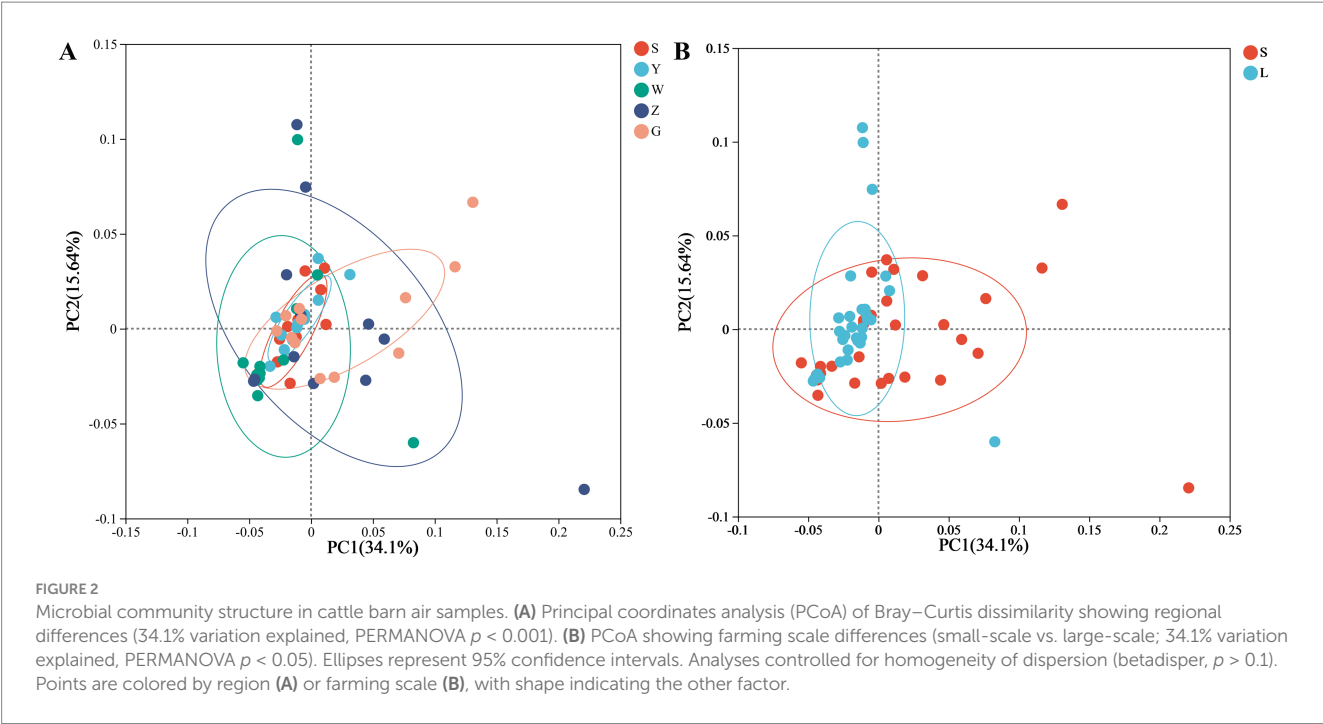 A
0.15
0.1
0.05
0
-0.05
-0.1
-0.15
-0.1
-0.05
0
0.05
0.1
0.15
0.2
0.25
PC2(15.64%)
PC1(34.1%)
S
Y
W
Z
G
B
0.15
0.1
0.05
0
-0.05
-0.1
-0.1
-0.05
0
0.05
0.1
0.15
0.2
0.25
PC2(15.64%)
PC1(34.1%)
S
L
FIGURE 2
Microbial community structure in cattle barn air samples. (A) Principal coordinates analysis (PCoA) of Bray–Curtis dissimilarity showing regional
differences (34.1% variation explained, PERMANOVA p < 0.001). (B) PCoA showing farming scale differences (small-scale vs. large-scale; 34.1% variation
explained, PERMANOVA p < 0.05). Ellipses represent 95% confidence intervals. Analyses controlled for homogeneity of dispersion (betadisper, p > 0.1).
Points are colored by region (A) or farming scale (B), with shape indicating the other factor.